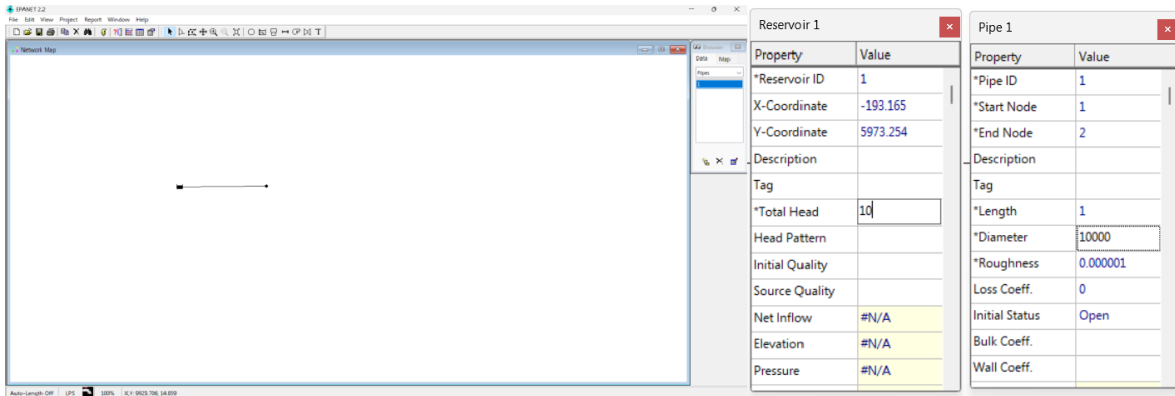 EPANET 2.2
File Edit View Project Report Window Help
Network Map
Browser
Data Map
Pipes
1
Auto-Length Off LPS 100% X,Y: 9925.706, 14.859
Reservoir 1
Property Value
*Reservoir ID 1
X-Coordinate -193.165
Y-Coordinate 5973.254
Description
Tag
*Total Head 10
Head Pattern
Initial Quality
Source Quality
Net Inflow #N/A
Elevation #N/A
Pressure #N/A
Pipe 1
Property Value
*Pipe ID 1
*Start Node 1
*End Node 2
Description
Tag
*Length 1
*Diameter 10000
*Roughness 0.000001
Loss Coeff. 0
Initial Status Open
Bulk Coeff.
Wall Coeff.